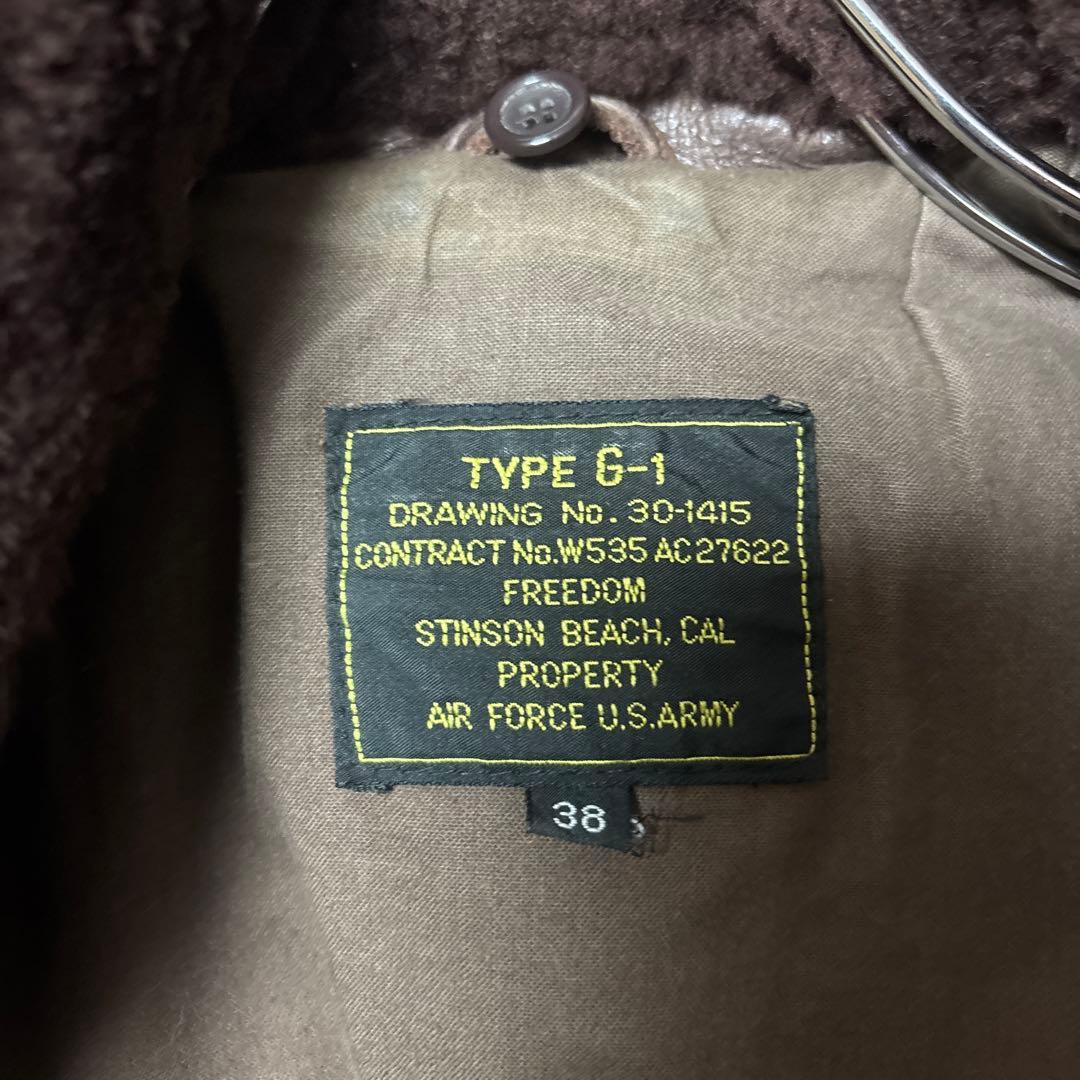 TYPE G-1
DRAWING No. 30-1415
CONTRACT No.W535 AC27622
FREEDOM
STINSON BEACH, CAL
PROPERTY
AIR FORCE U.S.ARMY
38